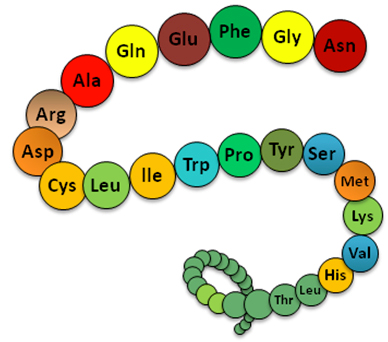 Asn
Gly
Phe
Glu
Gln
Ala
Arg
Asp
Cys
Leu
Ile
Trp
Pro
Tyr
Ser
Met
Lys
Val
His
Leu
Thr